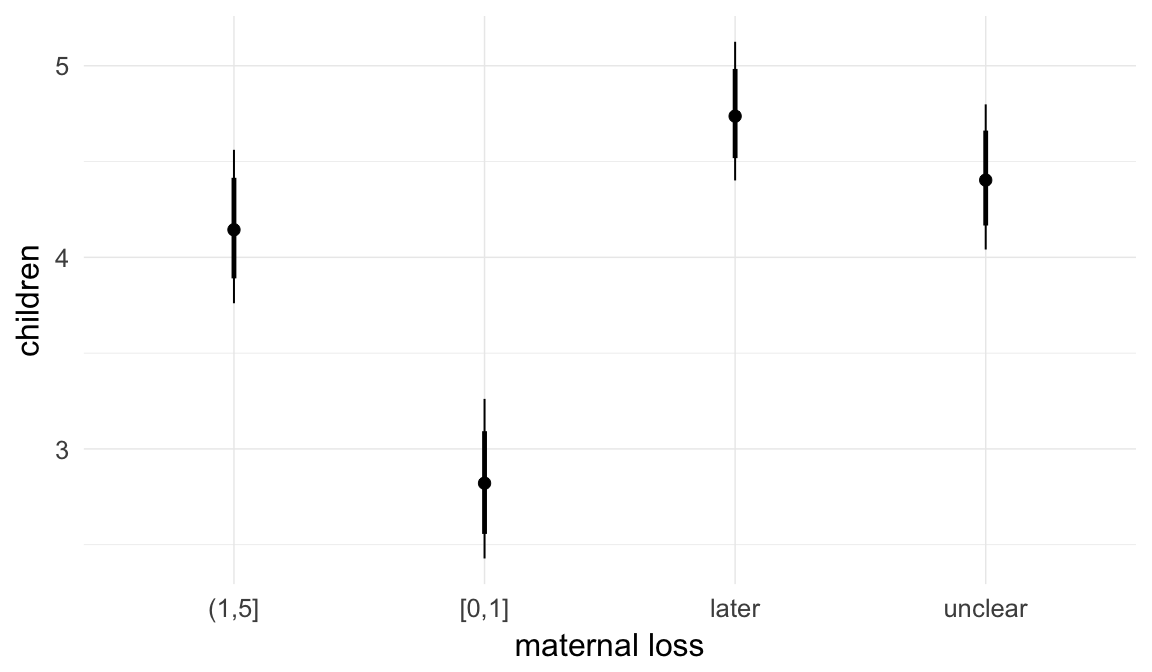 children
5
4
3
(1,5]
[0,1]
later
unclear
maternal loss